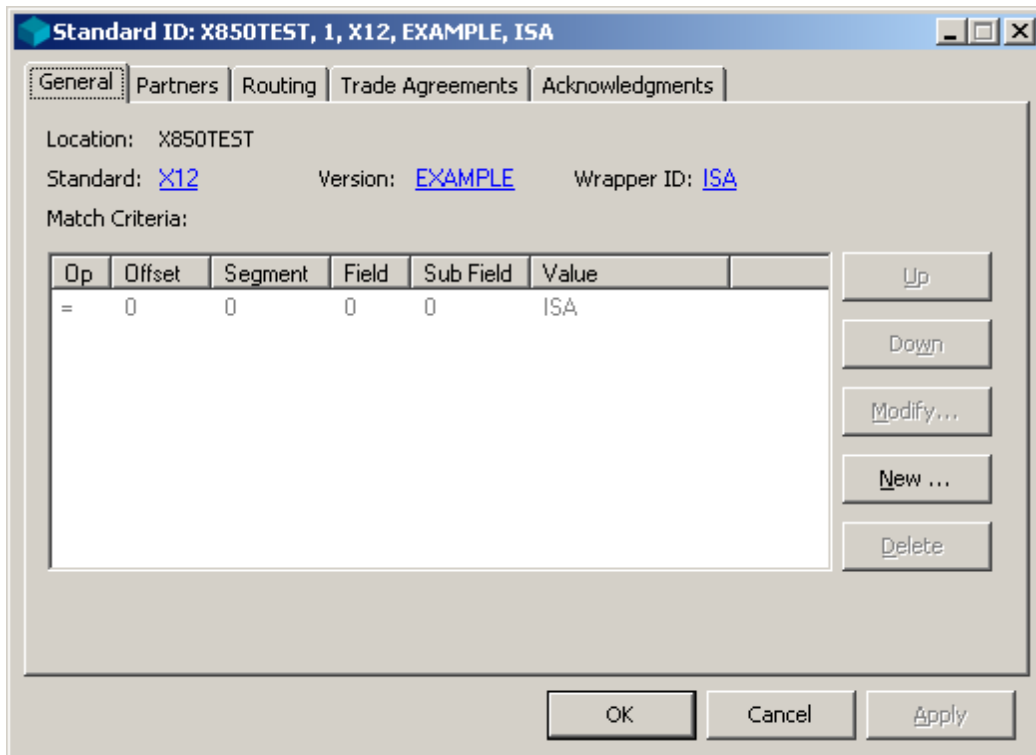 Standard ID: X850TEST, 1, X12, EXAMPLE, ISA
General Partners Routing Trade Agreements Acknowledgments
Location: X850TEST
Standard: X12 Version: EXAMPLE Wrapper ID: ISA
Match Criteria:
Op Offset Segment Field Sub Field Value
= 0 0 0 0 ISA
Up
Down
Modify...
New ...
Delete
OK Cancel Apply